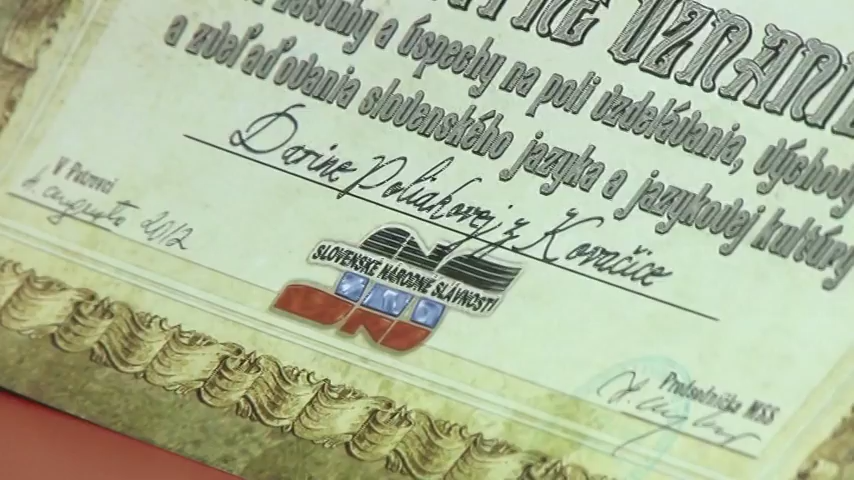 UZNANIE
zásluhy a úspechy na poli vzdelávania, výchovy
a zveľaďovania slovenského jazyka a jazykovej kultúry
Darine Poliakovej z Kovačice
V Petrovci
augusta 2012
SLOVENSKÉ NÁRODNÉ SLÁVNOSTI
Predsedníčka NSS